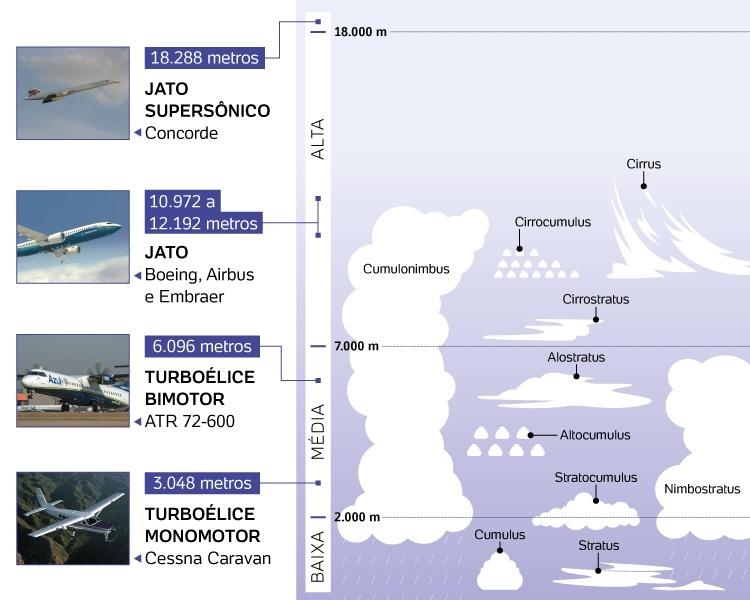 18.288 metros
JATO
SUPERSÔNICO
Concorde
10.972 a
12.192 metros
JATO
Boeing, Airbus
e Embraer
6.096 metros
TURBOÉLICE
BIMOTOR
ATR 72-600
Azul
3.048 metros
TURBOÉLICE
MONOMOTOR
Cessna Caravan
18.000 m
ALTA
7.000 m
MÉDIA
2.000 m
BAIXA
Cirrus
Cirrocumulus
Cumulonimbus
Cirrostratus
Alostratus
Altocumulus
Stratocumulus
Nimbostratus
Cumulus
Stratus